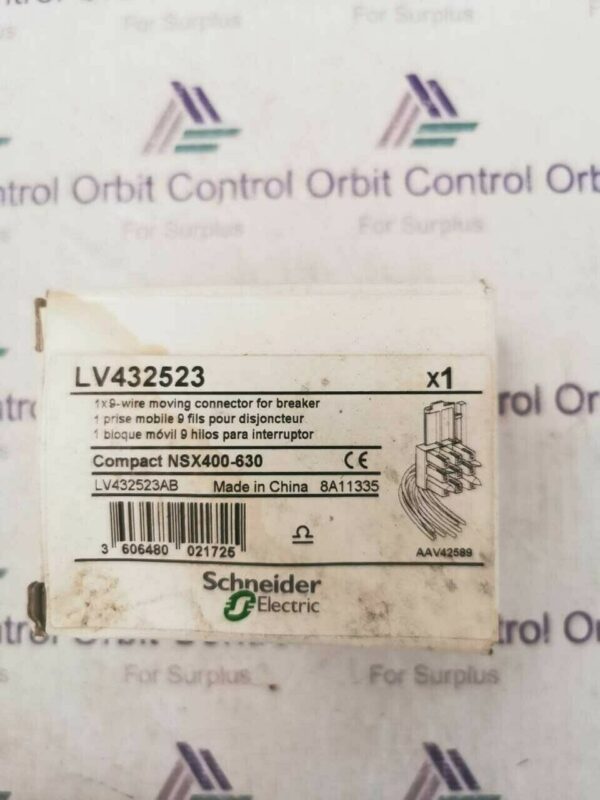 For Surplus For Surplus
ntrol Orbit Control Orbit Control Orb
For Surplus For Surplus
LV432523 x1
1x9-wire moving connector for breaker
1 prise mobile 9 fils pour disjoncteur
1 bloque móvil 9 hilos para interruptor
Compact NSX400-630 CE
LV432523AB Made in China 8A11335
3 606480 021725
AAV42589
Schneider
Electric
For Surplus For Surplus